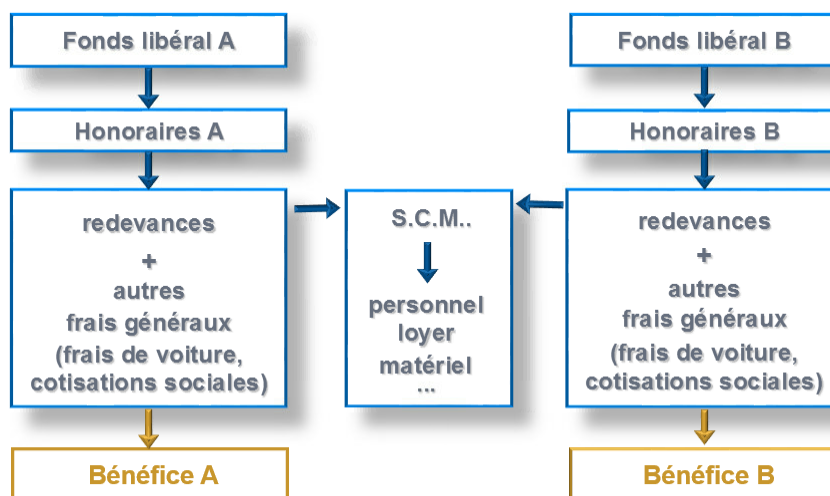 Fonds libéral A
Honoraires A
redevances
+
autres
frais généraux
(frais de voiture,
cotisations sociales)
Bénéfice A
S.C.M..
personnel
loyer
matériel
...
Fonds libéral B
Honoraires B
redevances
+
autres
frais généraux
(frais de voiture,
cotisations sociales)
Bénéfice B